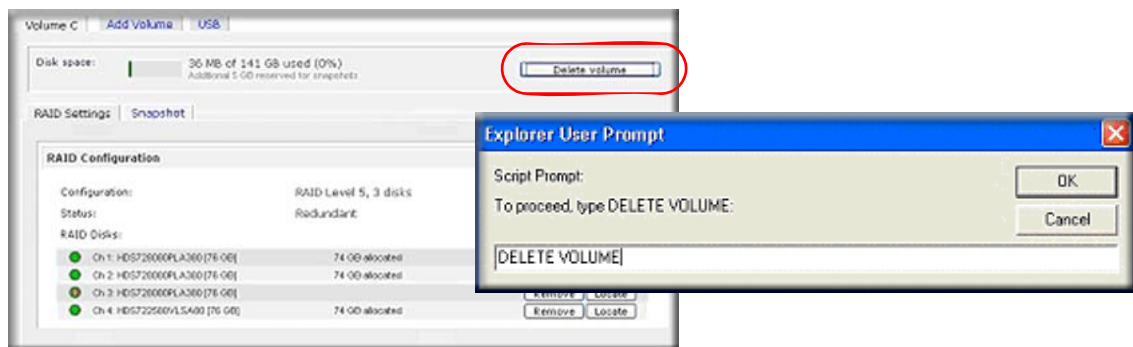 Volume C Add Volume USB
Disk space: 36 MB of 141 GB used (0%)
Additional 5 GB reserved for snapshots
Delete volume
RAID Settings Snapshot
RAID Configuration
Configuration: RAID Level 5, 3 disks
Status: Redundant
RAID Disks:
Ch 1: HDS728080PLA380 [76 GB] 74 GB allocated
Ch 2: HDS728080PLA380 [76 GB] 74 GB allocated
Ch 3: HDS728080PLA380 [76 GB] Remove Locate
Ch 4: HDS722580VLSA80 [76 GB] 74 GB allocated Remove Locate
Explorer User Prompt
Script Prompt:
To proceed, type DELETE VOLUME:
OK
Cancel
DELETE VOLUME